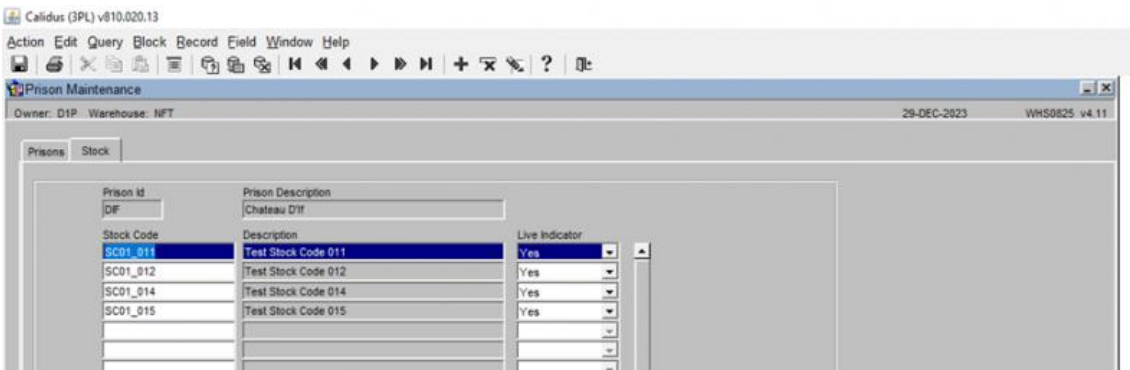 Calidus (3PL) v810.020.13
Action Edit Query Block Record Field Window Help
Prison Maintenance
Owner: D1P Warehouse: NFT 29-DEC-2023 WHS0825 v4.11
Prisons Stock
Prison Id Prison Description
DIF Chateau D'If
Stock Code Description Live Indicator
SC01_011 Test Stock Code 011 Yes
SC01_012 Test Stock Code 012 Yes
SC01_014 Test Stock Code 014 Yes
SC01_015 Test Stock Code 015 Yes